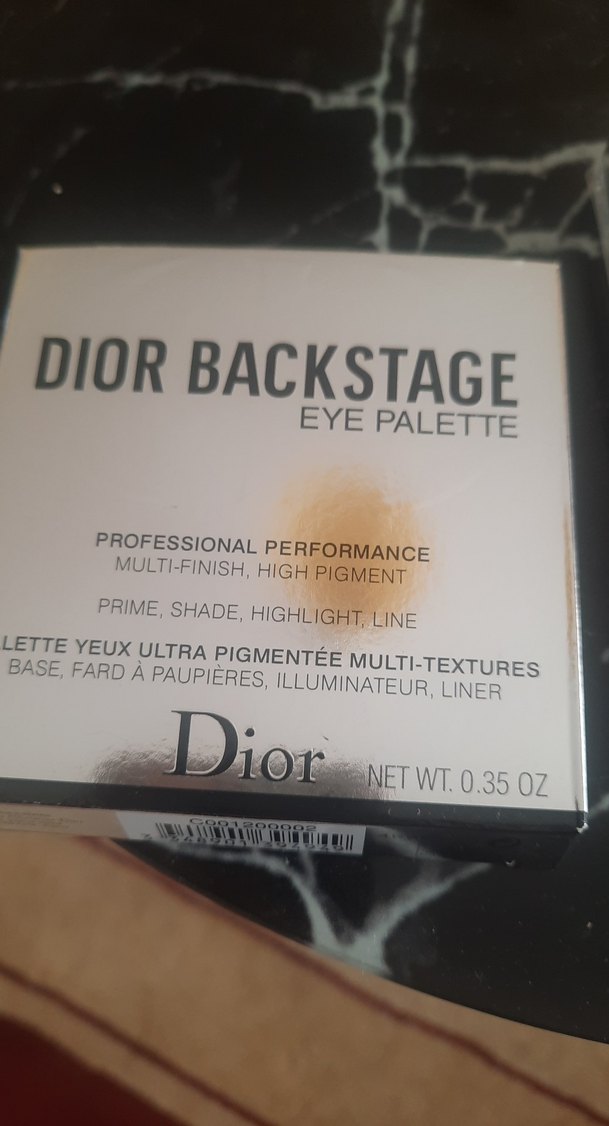 DIOR BACKSTAGE
EYE PALETTE
PROFESSIONAL PERFORMANCE
MULTI-FINISH, HIGH PIGMENT
PRIME, SHADE, HIGHLIGHT, LINE
LETTE YEUX ULTRA PIGMENTÉE MULTI-TEXTURES
BASE, FARD À PAUPIÈRES, ILLUMINATEUR, LINER
Dior
NET WT. 0.35 OZ
C001200002